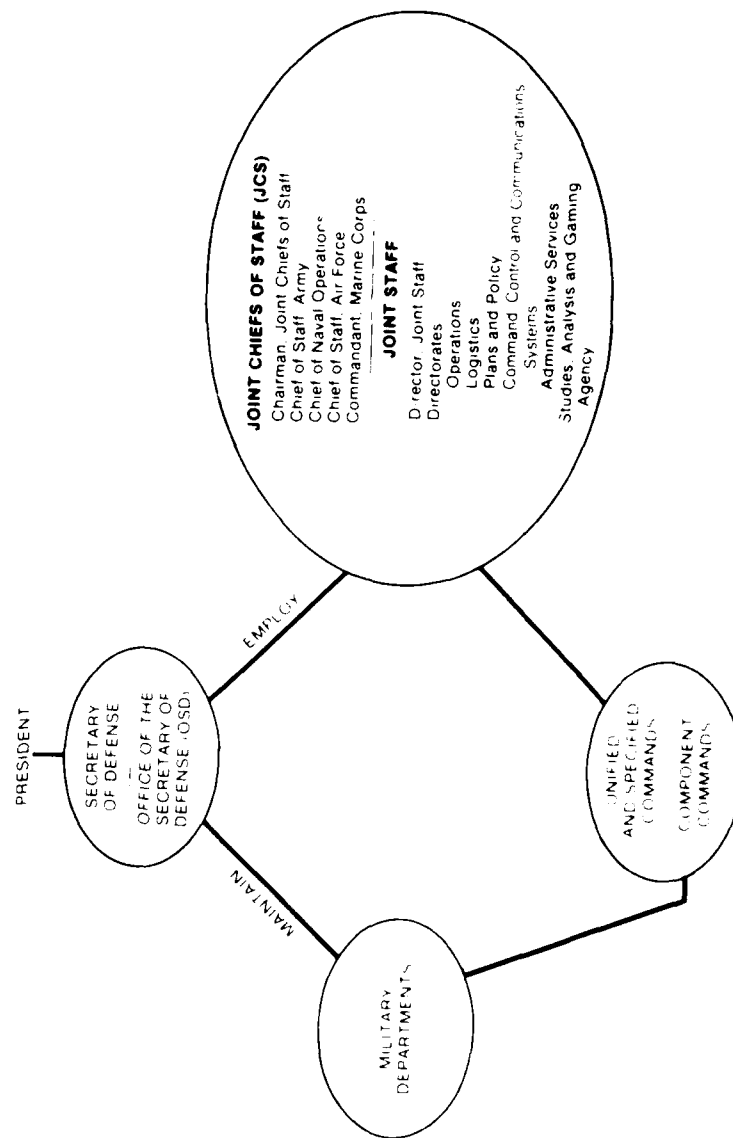 PRESIDENT
SECRETARY
OF DEFENSE
OFFICE OF THE
SECRETARY OF
DEFENSE (OSD)
MAINTAIN
EMPLOY
MILITARY
DEPARTMENTS
JOINT CHIEFS OF STAFF (JCS)
Chairman, Joint Chiefs of Staff
Chief of Staff, Army
Chief of Naval Operations
Chief of Staff, Air Force
Commandant, Marine Corps
JOINT STAFF
Director, Joint Staff
Directorates
Operations
Logistics
Plans and Policy
Command Control and Communications
Systems
Administrative Services
Studies, Analysis and Gaming
Agency
UNIFIED
AND SPECIFIED
COMMANDS
COMPONENT
COMMANDS